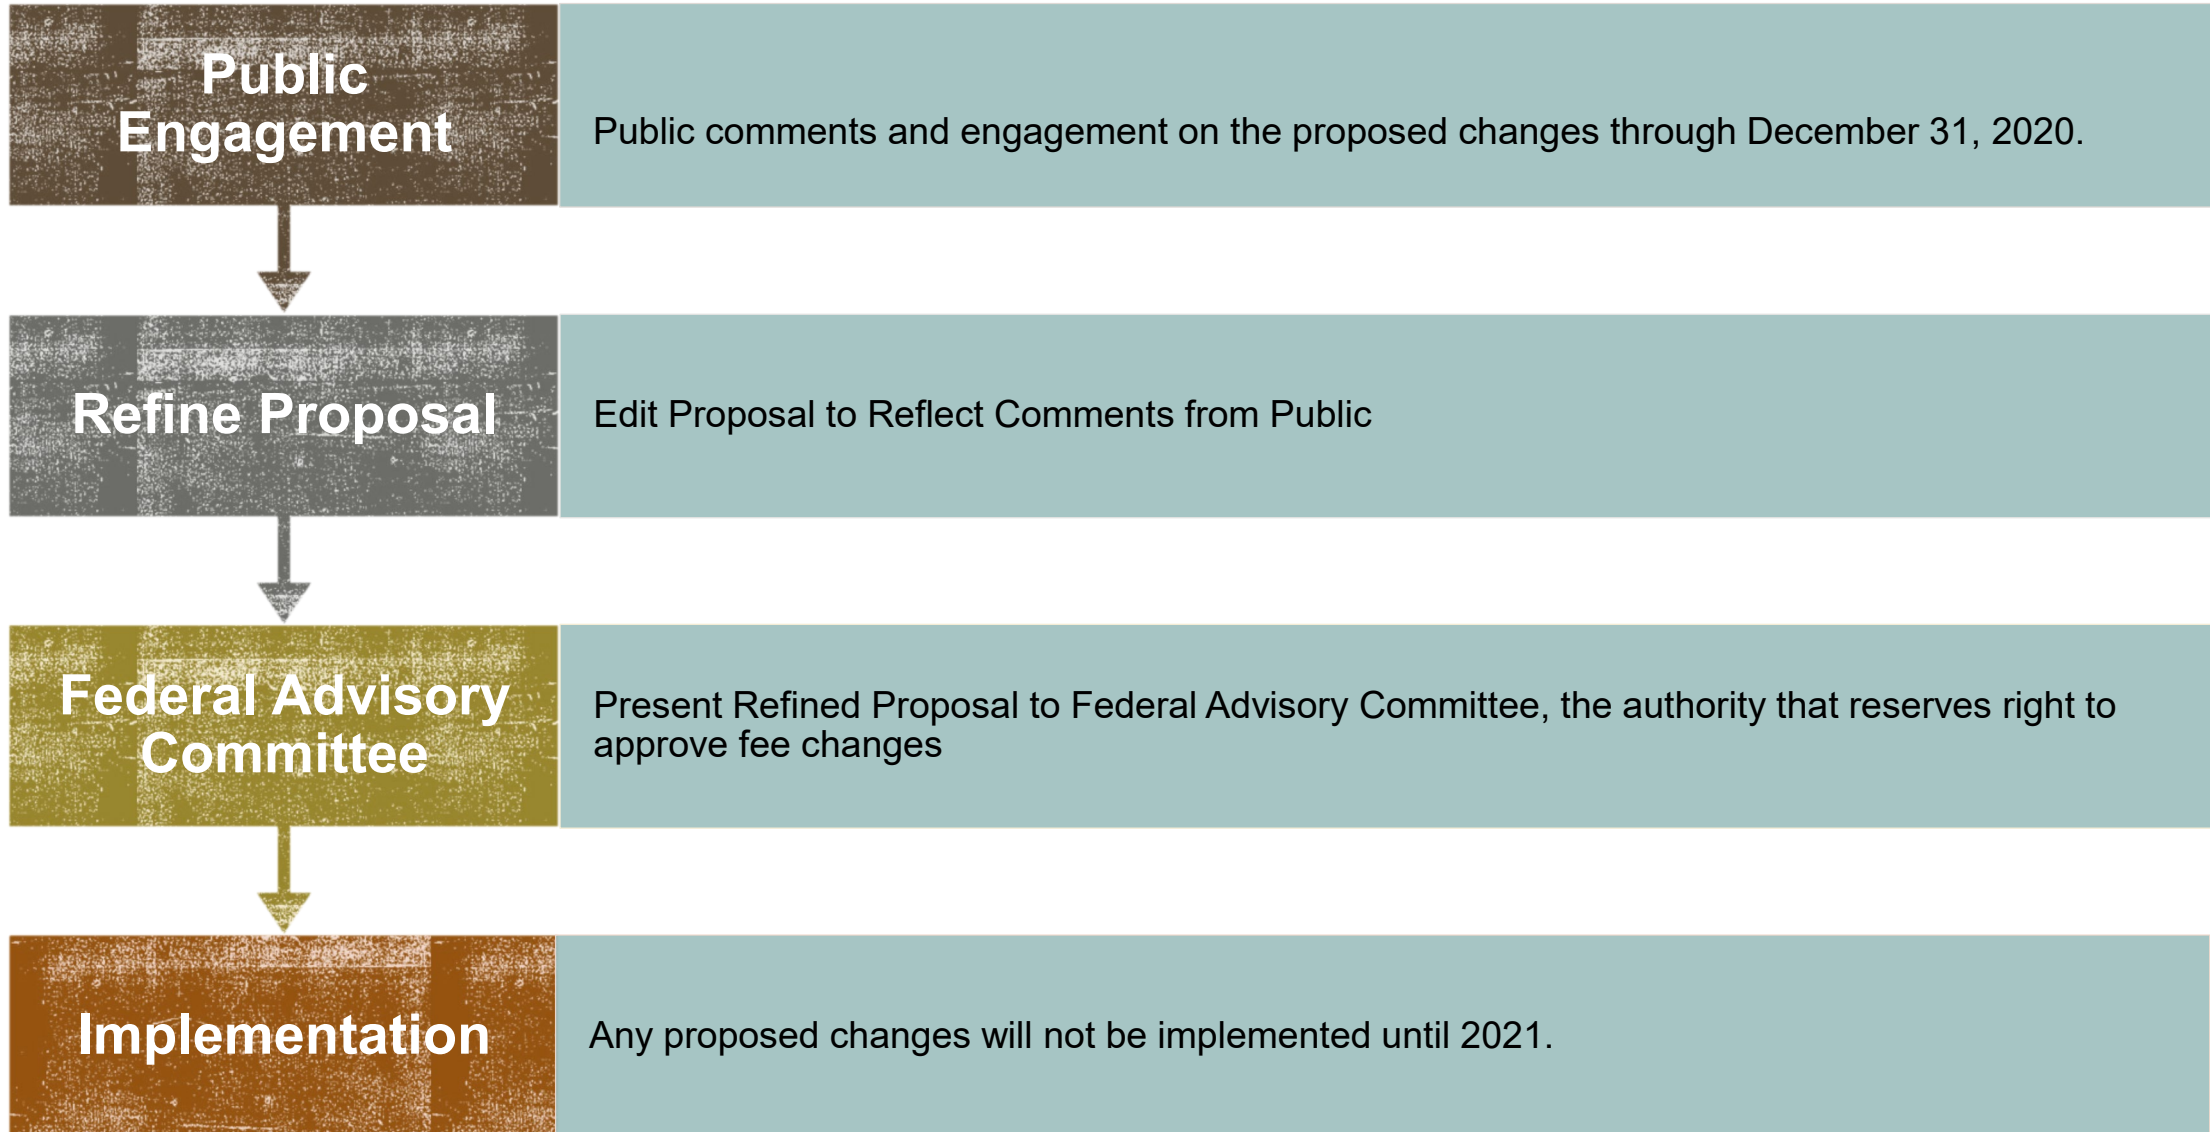 Public
Engagement
Public comments and engagement on the proposed changes through December 31, 2020.
Refine Proposal
Edit Proposal to Reflect Comments from Public
Federal Advisory
Committee
Present Refined Proposal to Federal Advisory Committee, the authority that reserves right to
approve fee changes
Implementation
Any proposed changes will not be implemented until 2021.